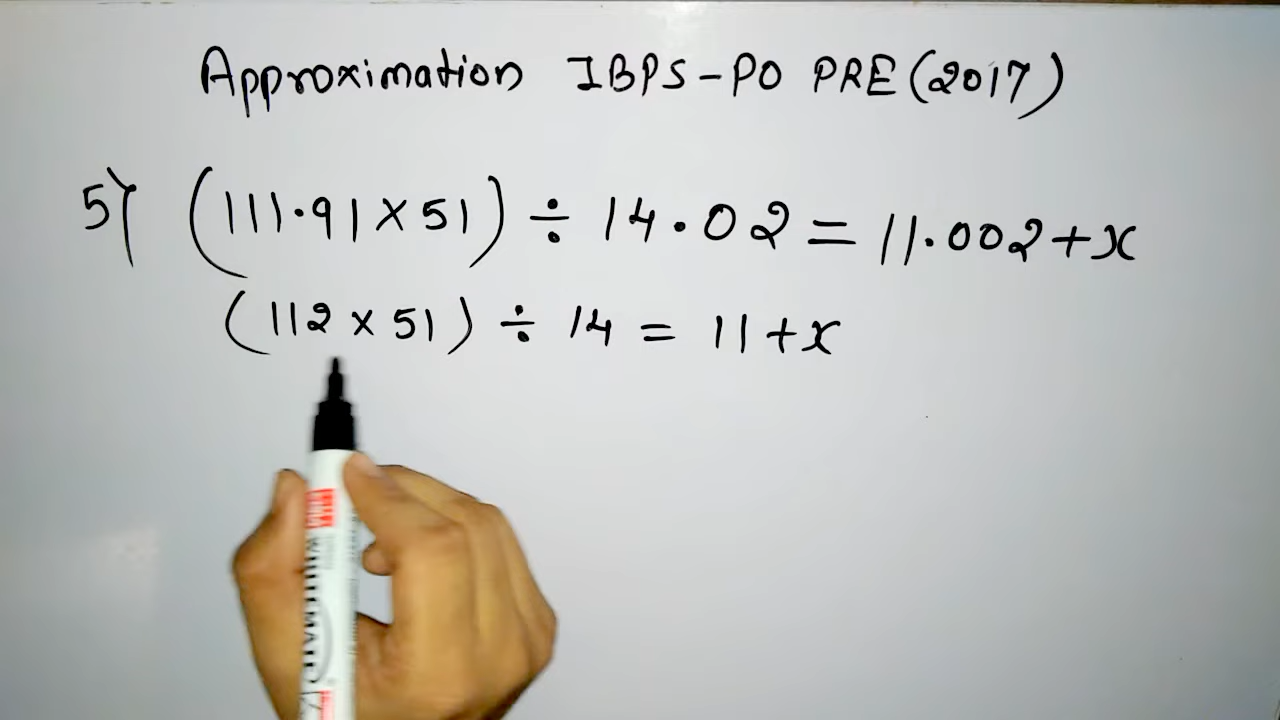 Approximation IBPS-PO PRE(2017)
5) (111.91×51) ÷ 14.02 = 11.002+x
(112×51) ÷ 14 = 11+x